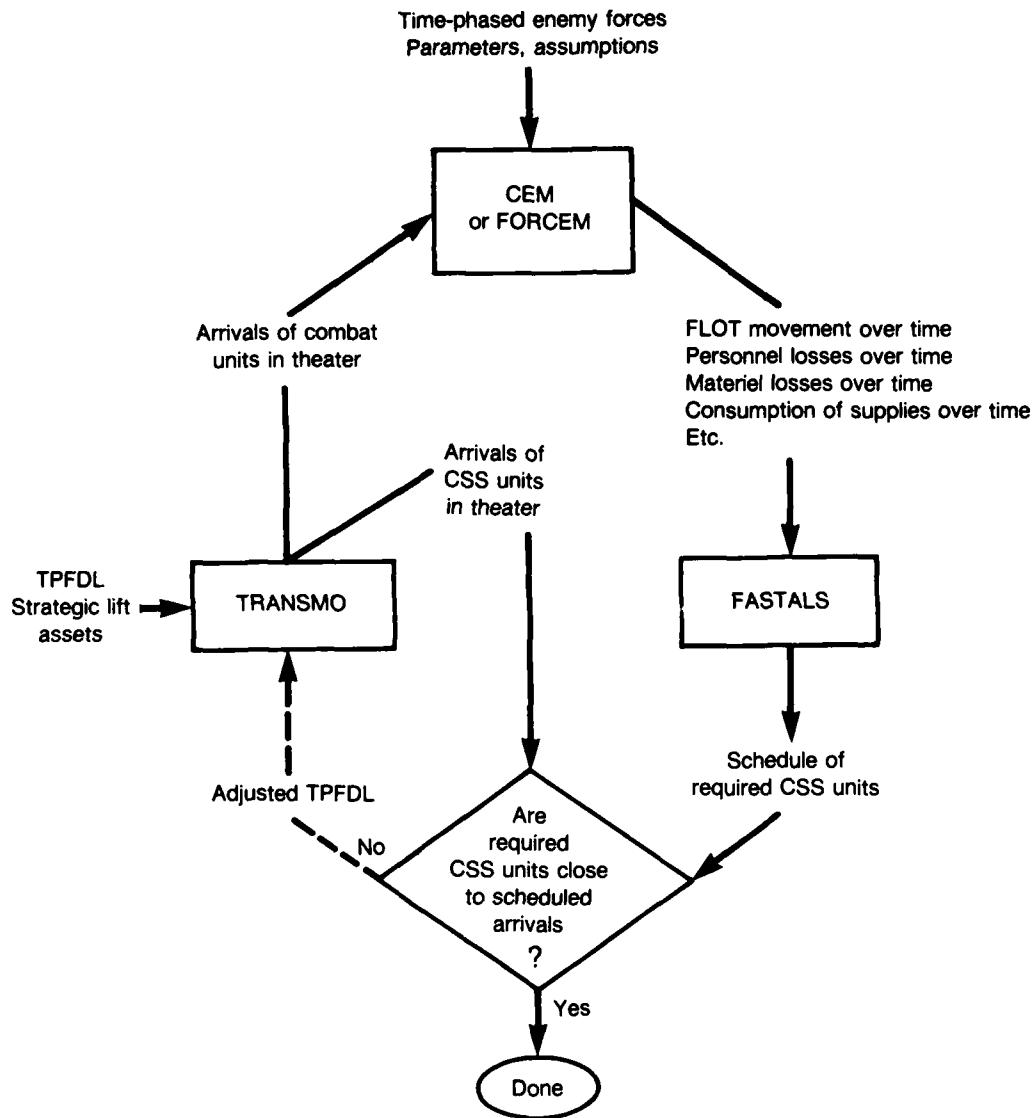 Time-phased enemy forces
Parameters, assumptions
CEM
or FORCEM
Arrivals of combat
units in theater
FLOT movement over time
Personnel losses over time
Materiel losses over time
Consumption of supplies over time
Etc.
Arrivals of
CSS units
in theater
TPFDL
Strategic lift
assets
TRANSMO
FASTALS
Schedule of
required CSS units
Adjusted TPFDL
No
Are
required
CSS units close
to scheduled
arrivals
?
Yes
Done